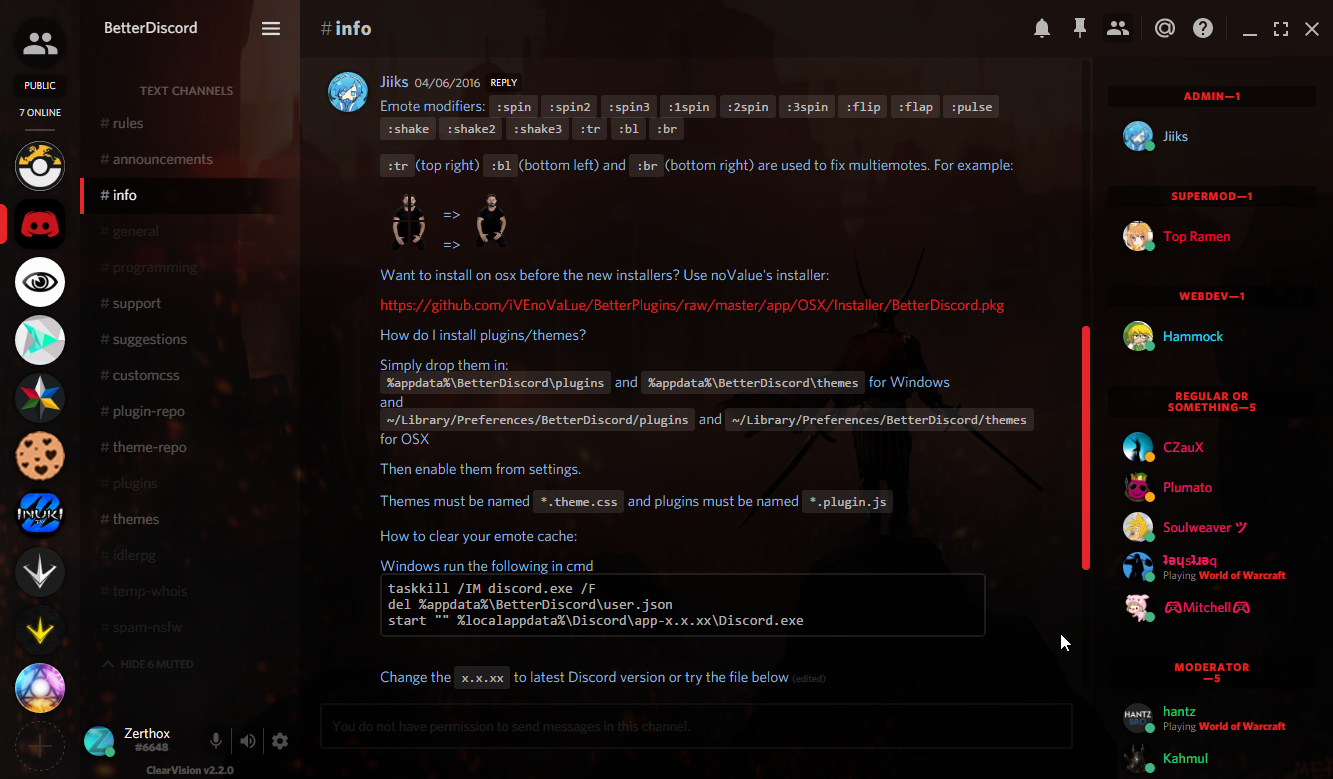 PUBLIC
7 ONLINE
BetterDiscord
TEXT CHANNELS
# rules
# announcements
# info
# general
# programming
# support
# suggestions
# customcss
# plugin-repo
# theme-repo
# plugins
# themes
# idlerpg
# temp-whois
# spam-nsfw
HIDE 6 MUTED
Zerthox
#6648
ClearVision v2.2.0
INUKI
#info
Jiiks 04/06/2016 REPLY
Emote modifiers: :spin :spin2 :spin3 :1spin :2spin :3spin :flip :flap :pulse
:shake :shake2 :shake3 :tr :bl :br
:tr (top right) :bl (bottom left) and :br (bottom right) are used to fix multiemotes. For example:
=>
=>
Want to install on osx before the new installers? Use noValue's installer:
https://github.com/iVEnoVaLue/BetterPlugins/raw/master/app/OSX/Installer/BetterDiscord.pkg
How do I install plugins/themes?
Simply drop them in:
%appdata%\BetterDiscord\plugins and %appdata%\BetterDiscord\themes for Windows
and
~/Library/Preferences/BetterDiscord/plugins and ~/Library/Preferences/BetterDiscord/themes
for OSX
Then enable them from settings.
Themes must be named *.theme.css and plugins must be named *.plugin.js
How to clear your emote cache:
Windows run the following in cmd
taskkill /IM discord.exe /F
del %appdata%\BetterDiscord\user.json
start "" %localappdata%\Discord\app-x.x.xx\Discord.exe
Change the x.x.xx to latest Discord version or try the file below (edited)
You do not have permission to send messages in this channel.
ADMIN—1
Jiiks
SUPERMOD—1
Top Ramen
WEBDEV—1
Hammock
REGULAR OR
SOMETHING—5
CZauX
Plumato
Soulweaver ツ
Playing World of Warcraft
Mitchell
MODERATOR
—5
HANTZ
BRO
hantz
Playing World of Warcraft
Kahmul